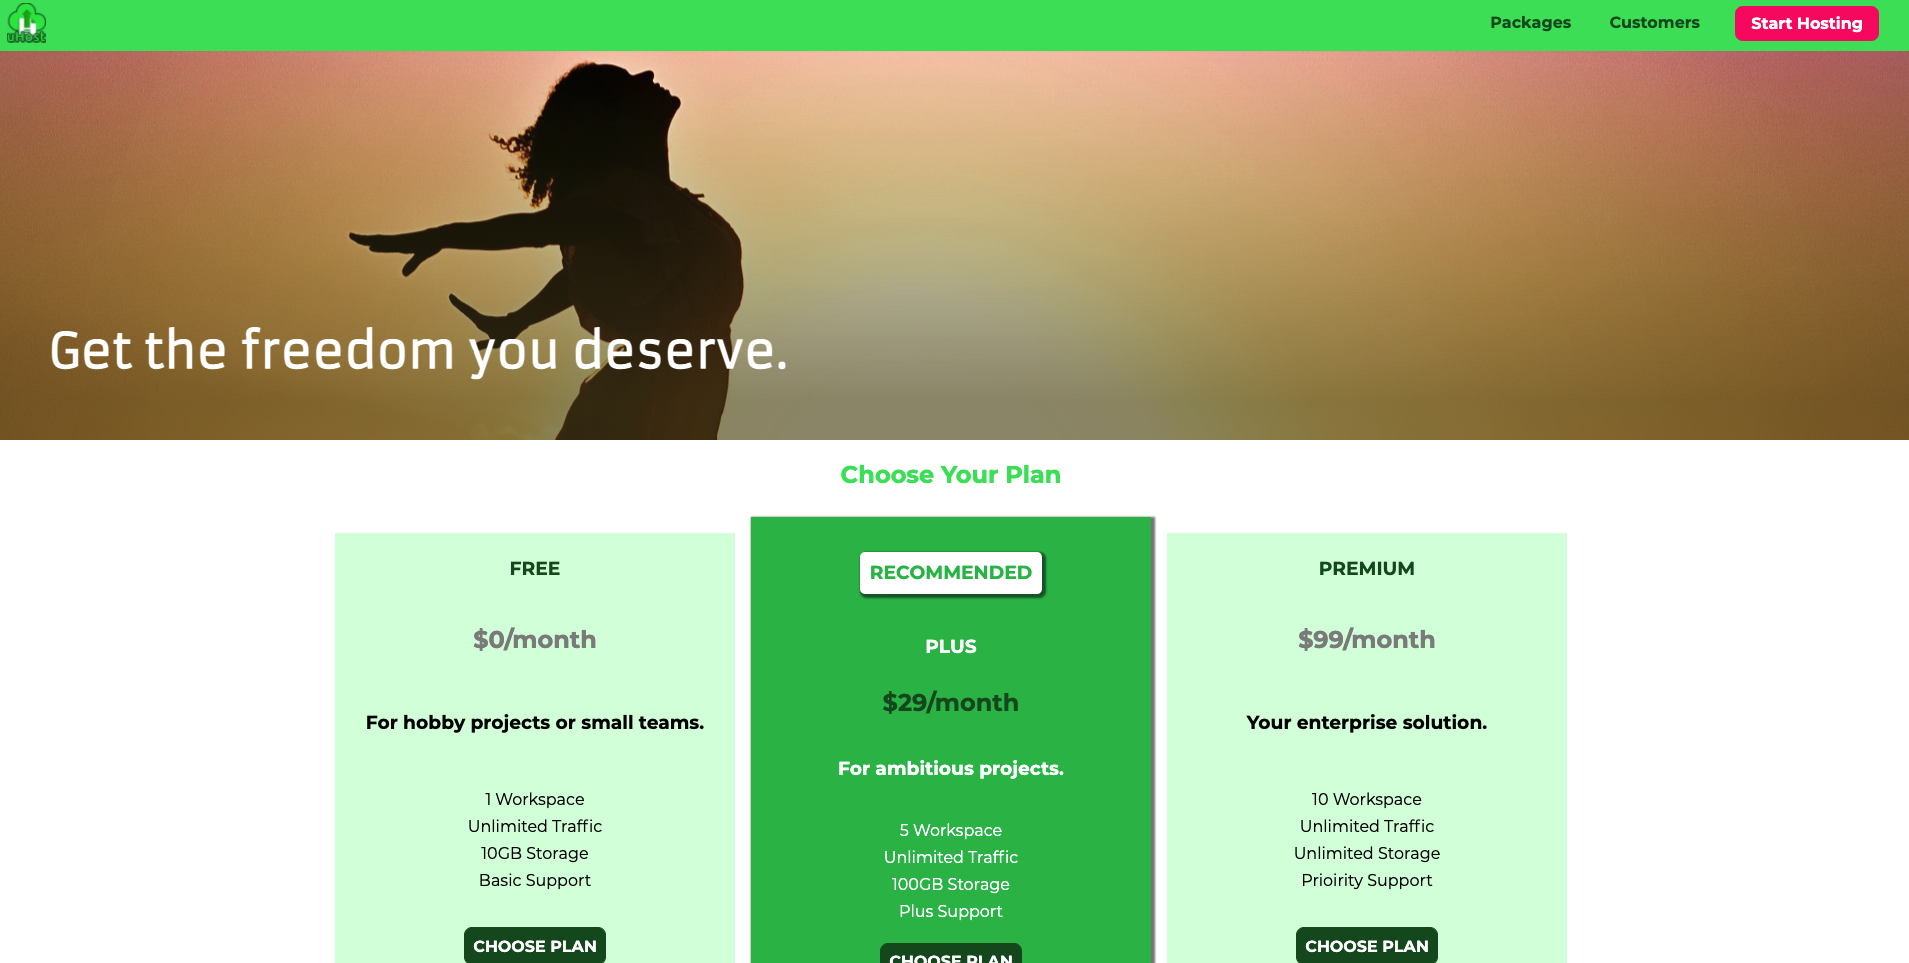 uHost
Packages
Customers
Start Hosting
Get the freedom you deserve.
Choose Your Plan
FREE
$0/month
For hobby projects or small teams.
1 Workspace
Unlimited Traffic
10GB Storage
Basic Support
CHOOSE PLAN
RECOMMENDED
PLUS
$29/month
For ambitious projects.
5 Workspace
Unlimited Traffic
100GB Storage
Plus Support
CHOOSE PLAN
PREMIUM
$99/month
Your enterprise solution.
10 Workspace
Unlimited Traffic
Unlimited Storage
Prioirity Support
CHOOSE PLAN